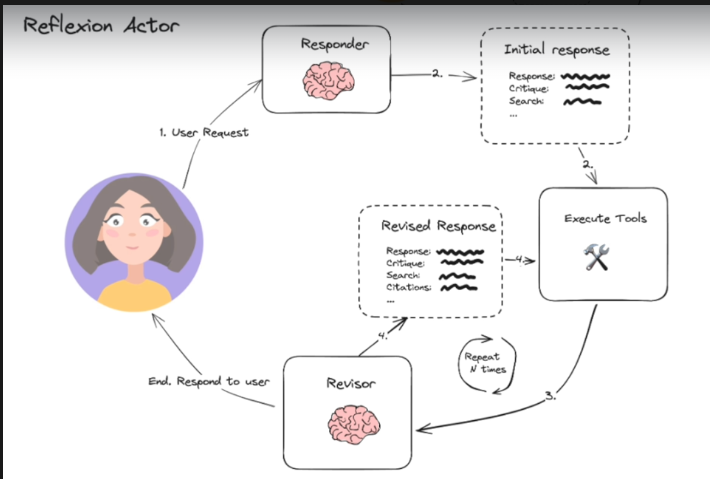 Reflexion Actor
Responder
2.
Initial response
Response:
Critique:
Search:
...
1. User Request
2.
Execute Tools
Revised Response
Response:
Critique:
Search:
Citations:
...
4.
4.
Repeat
N times
3.
End. Respond to user
Revisor